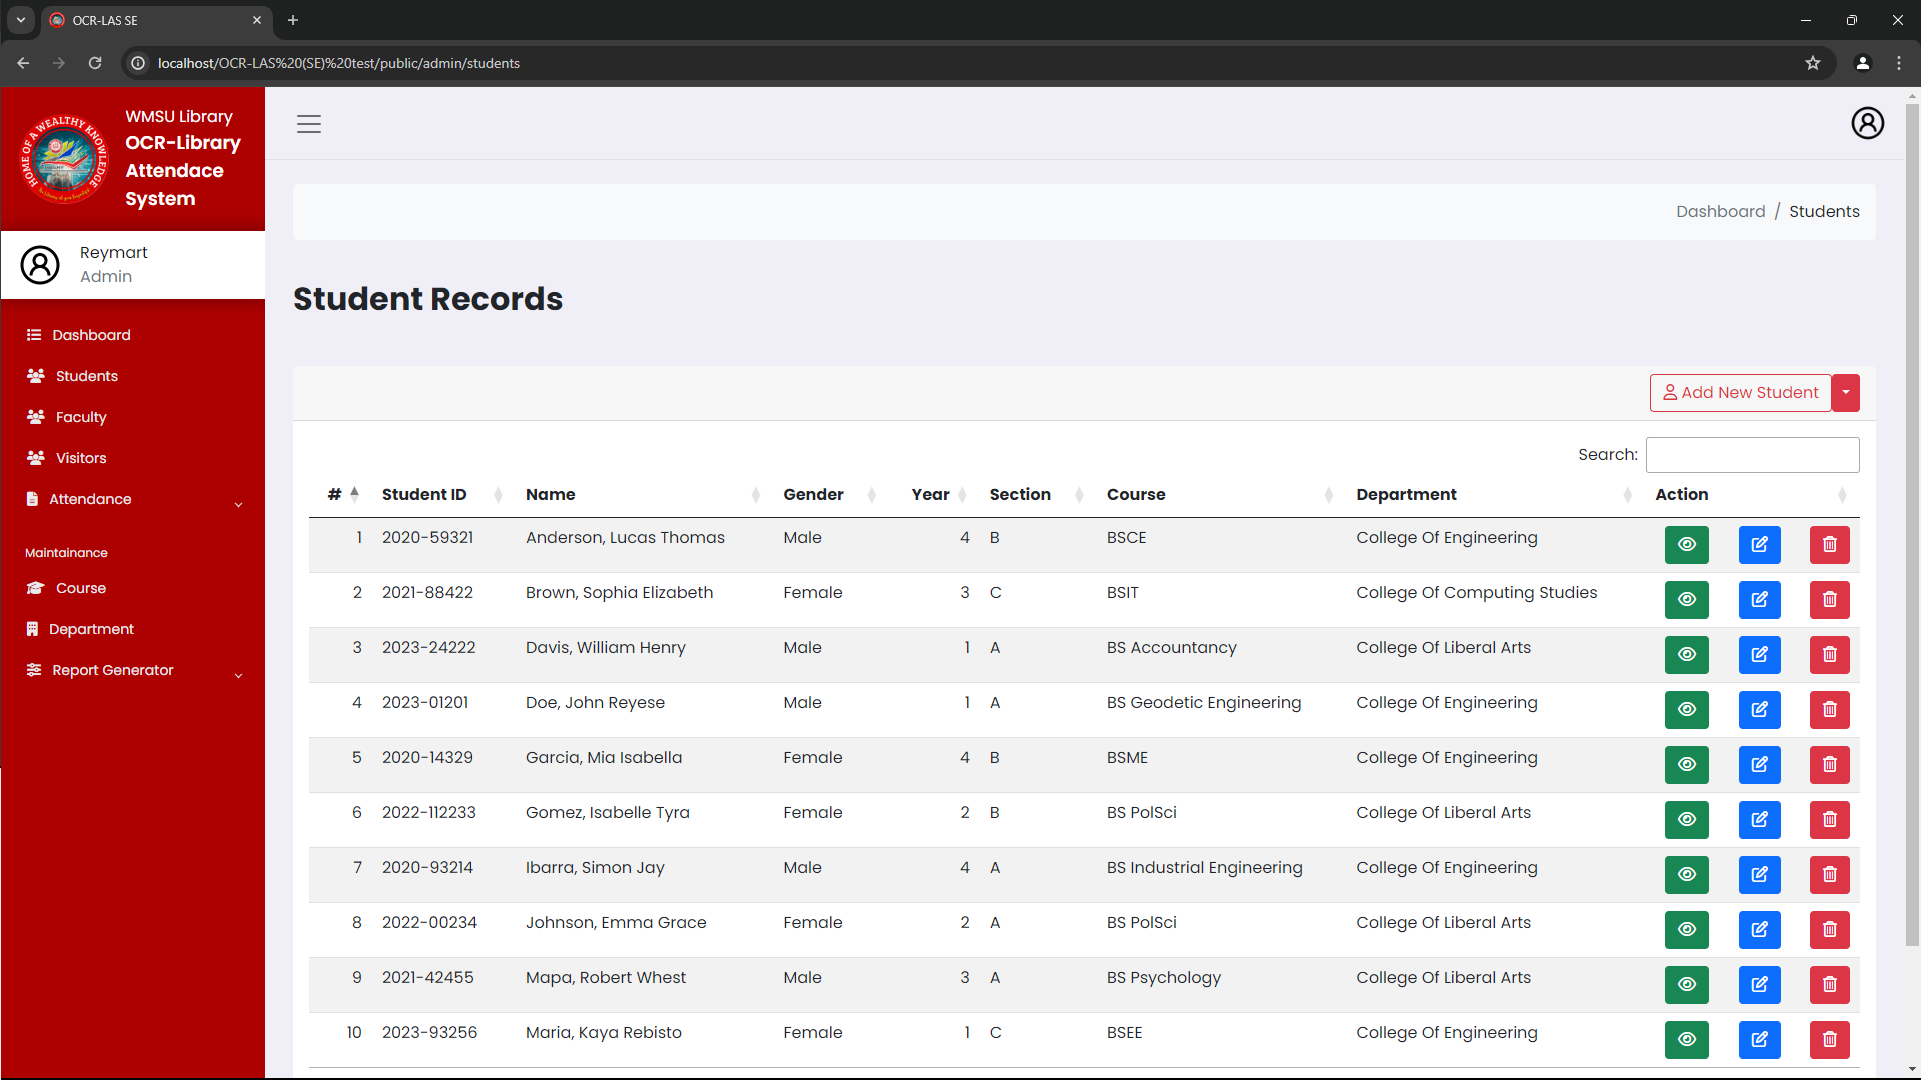 OCR-LAS SE
localhost/OCR-LAS%20(SE)%20test/public/admin/students
HOME OF A WEALTHY KNOWLEDGE
WMSU Library
OCR-Library
Attendace
System
Reymart
Admin
Dashboard
Students
Faculty
Visitors
Attendance
Maintainance
Course
Department
Report Generator
Dashboard / Students
Student Records
Add New Student
Search:
# Student ID Name Gender Year Section Course Department Action
1 2020-59321 Anderson, Lucas Thomas Male 4 B BSCE College Of Engineering
2 2021-88422 Brown, Sophia Elizabeth Female 3 C BSIT College Of Computing Studies
3 2023-24222 Davis, William Henry Male 1 A BS Accountancy College Of Liberal Arts
4 2023-01201 Doe, John Reyese Male 1 A BS Geodetic Engineering College Of Engineering
5 2020-14329 Garcia, Mia Isabella Female 4 B BSME College Of Engineering
6 2022-112233 Gomez, Isabelle Tyra Female 2 B BS PolSci College Of Liberal Arts
7 2020-93214 Ibarra, Simon Jay Male 4 A BS Industrial Engineering College Of Engineering
8 2022-00234 Johnson, Emma Grace Female 2 A BS PolSci College Of Liberal Arts
9 2021-42455 Mapa, Robert Whest Male 3 A BS Psychology College Of Liberal Arts
10 2023-93256 Maria, Kaya Rebisto Female 1 C BSEE College Of Engineering